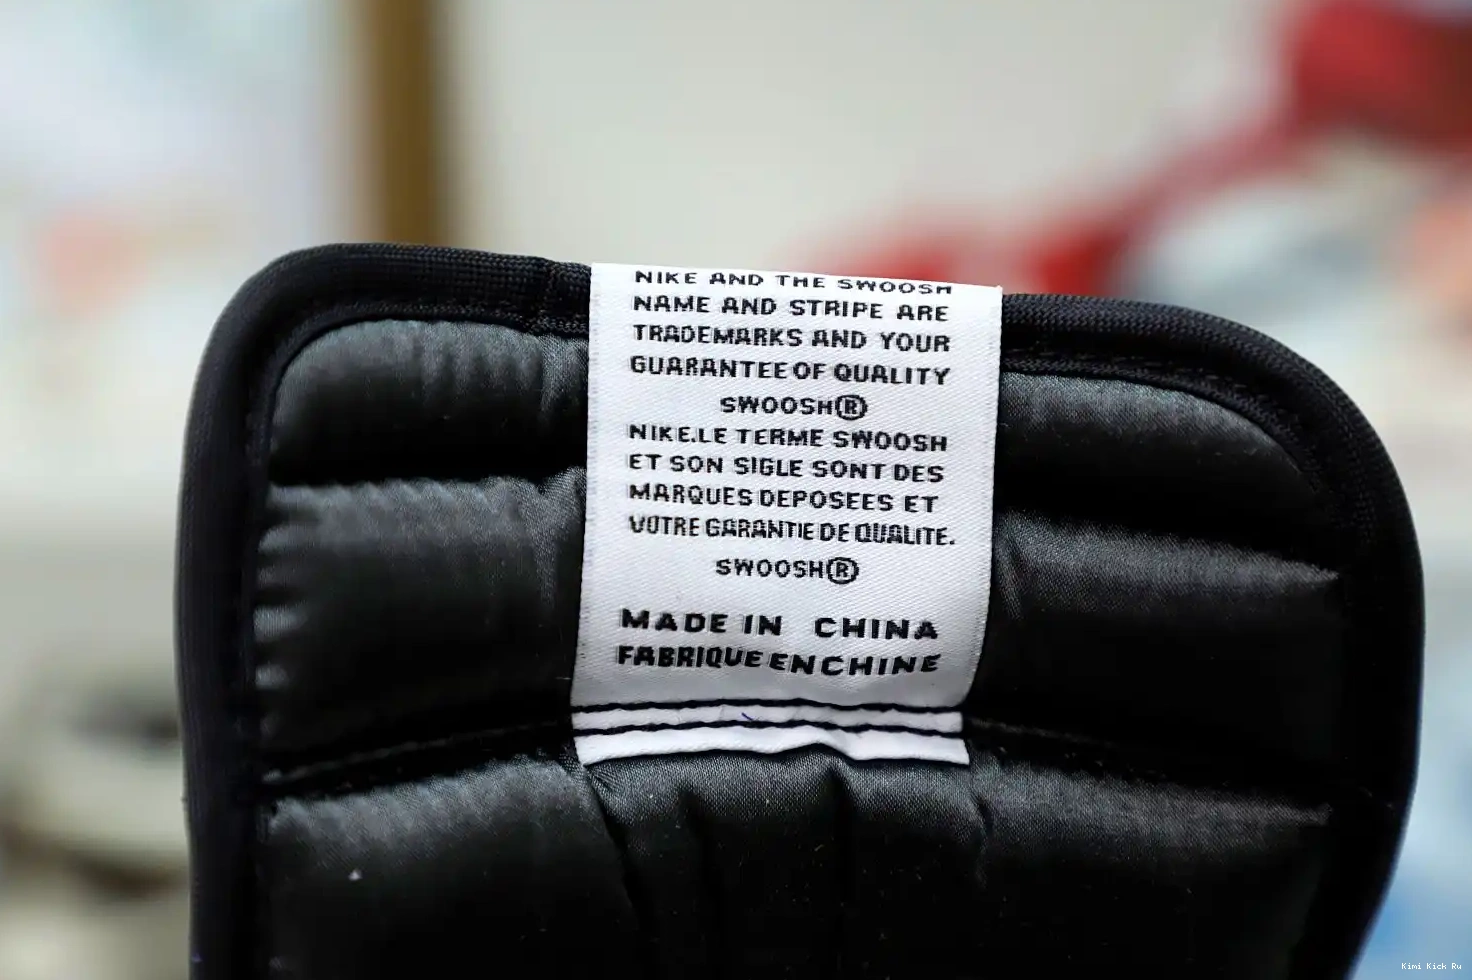 NIKE AND THE SWOOSH
NAME AND STRIPE ARE
TRADEMARKS AND YOUR
GUARANTEE OF QUALITY
SWOOSH®
NIKE.LE TERME SWOOSH
ET SON SIGLE SONT DES
MARQUES DEPOSEES ET
VOTRE GARANTIE DE QUALITE.
SWOOSH®
MADE IN CHINA
FABRIQUE EN CHINE
Kimi Kick Ru